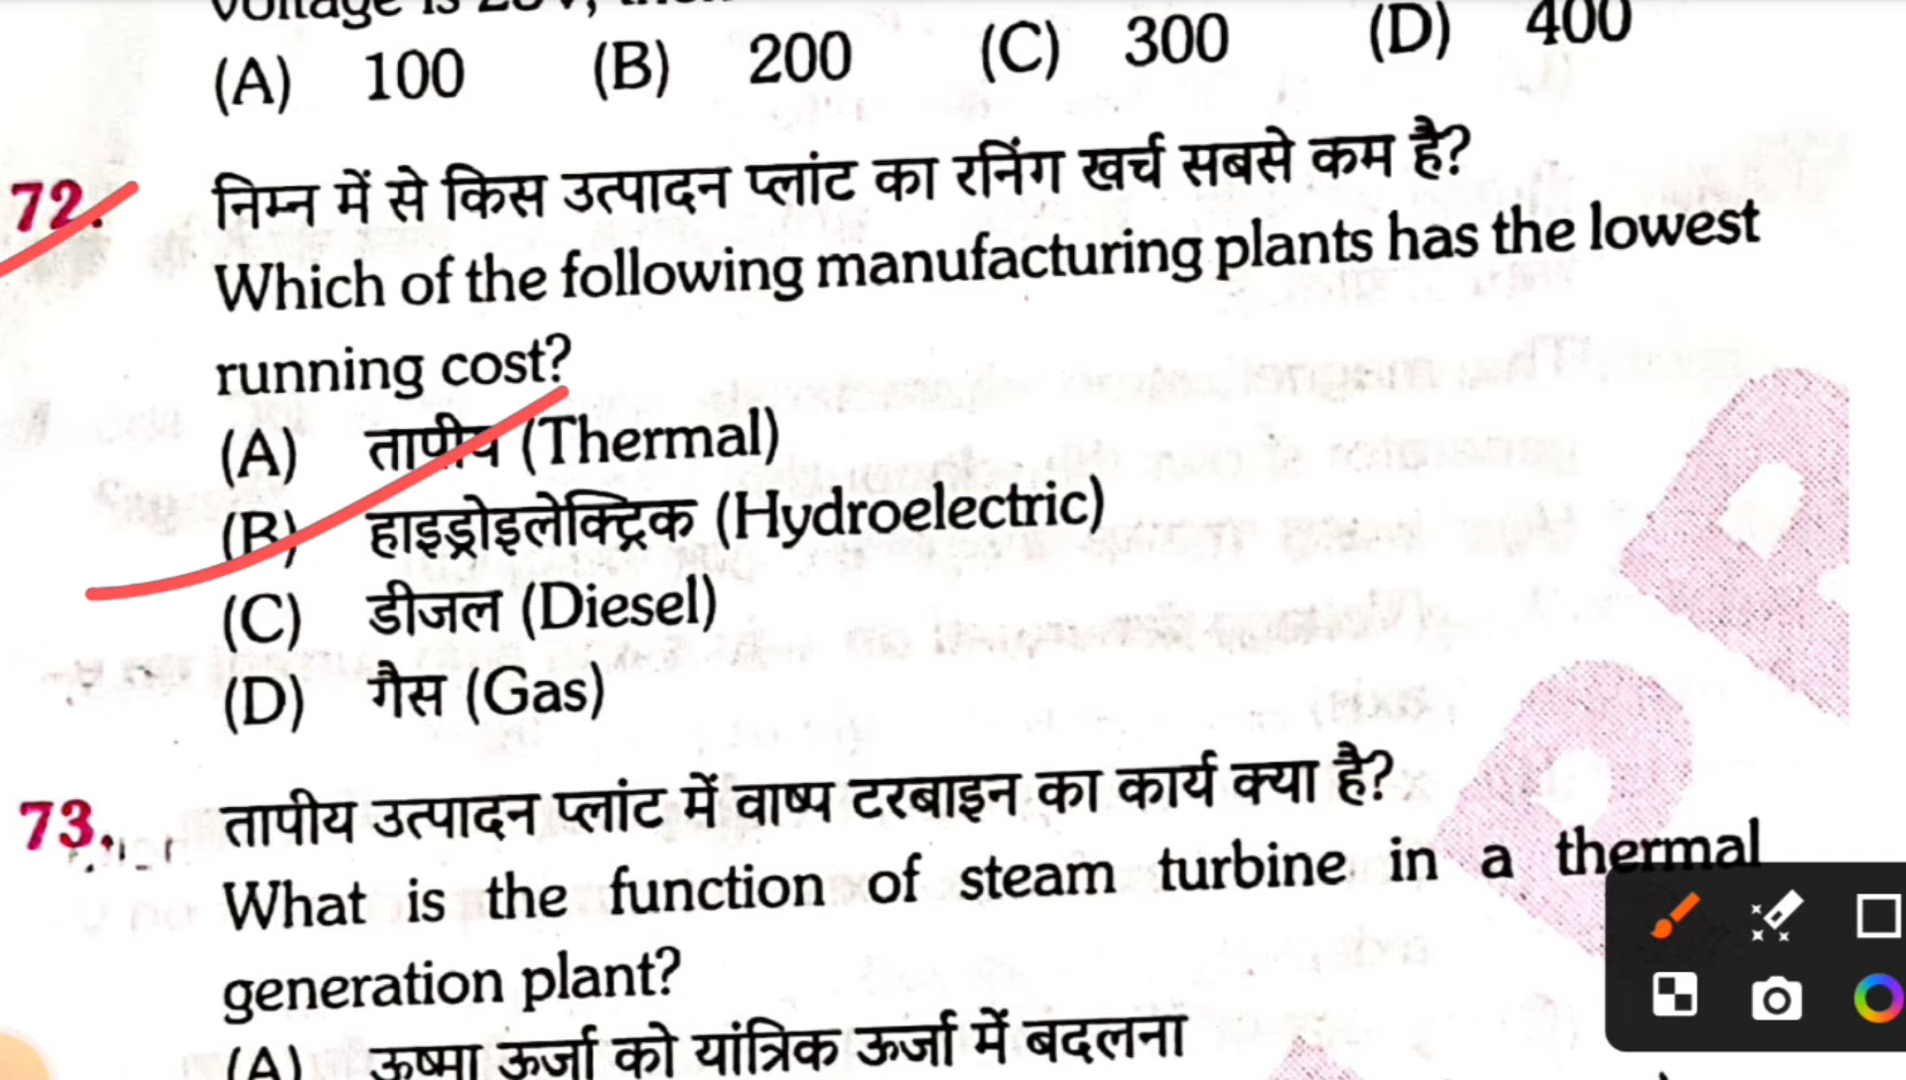 (A) 100 (B) 200 (C) 300 (D) 400
72. निम्न में से किस उत्पादन प्लांट का रनिंग खर्च सबसे कम है?
Which of the following manufacturing plants has the lowest
running cost?
(A) तापीय (Thermal)
(B) हाइड्रोइलेक्ट्रिक (Hydroelectric)
(C) डीजल (Diesel)
(D) गैस (Gas)
73. तापीय उत्पादन प्लांट में वाष्प टरबाइन का कार्य क्या है?
What is the function of steam turbine in a thermal
generation plant?
(A) ऊष्मा ऊर्जा को यांत्रिक ऊर्जा में बदलना